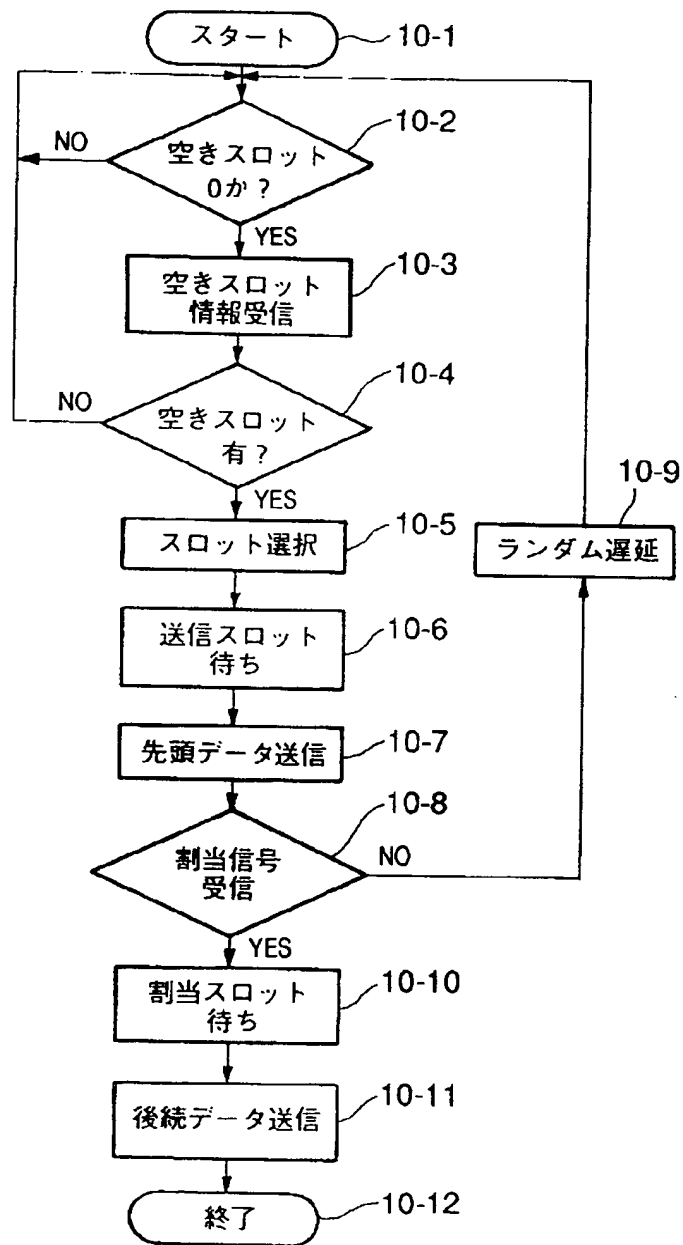 スタート
10-1
10-2
NO
空きスロット
0か?
YES
10-3
空きスロット
情報受信
10-4
NO
空きスロット
有?
YES
10-9
10-5
スロット選択
ランダム遅延
10-6
送信スロット
待ち
10-7
先頭データ送信
10-8
割当信号
受信
NO
YES
10-10
割当スロット
待ち
10-11
後続データ送信
10-12
終了